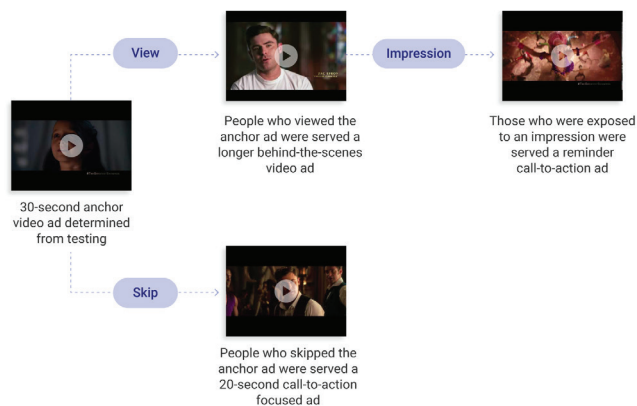 View
Impression
People who viewed the
anchor ad were served a
longer behind-the-scenes
video ad
Those who were exposed
to an impression were
served a reminder
call-to-action ad
30-second anchor
video ad determined
from testing
Skip
People who skipped the
anchor ad were served a
20-second call-to-action
focused ad